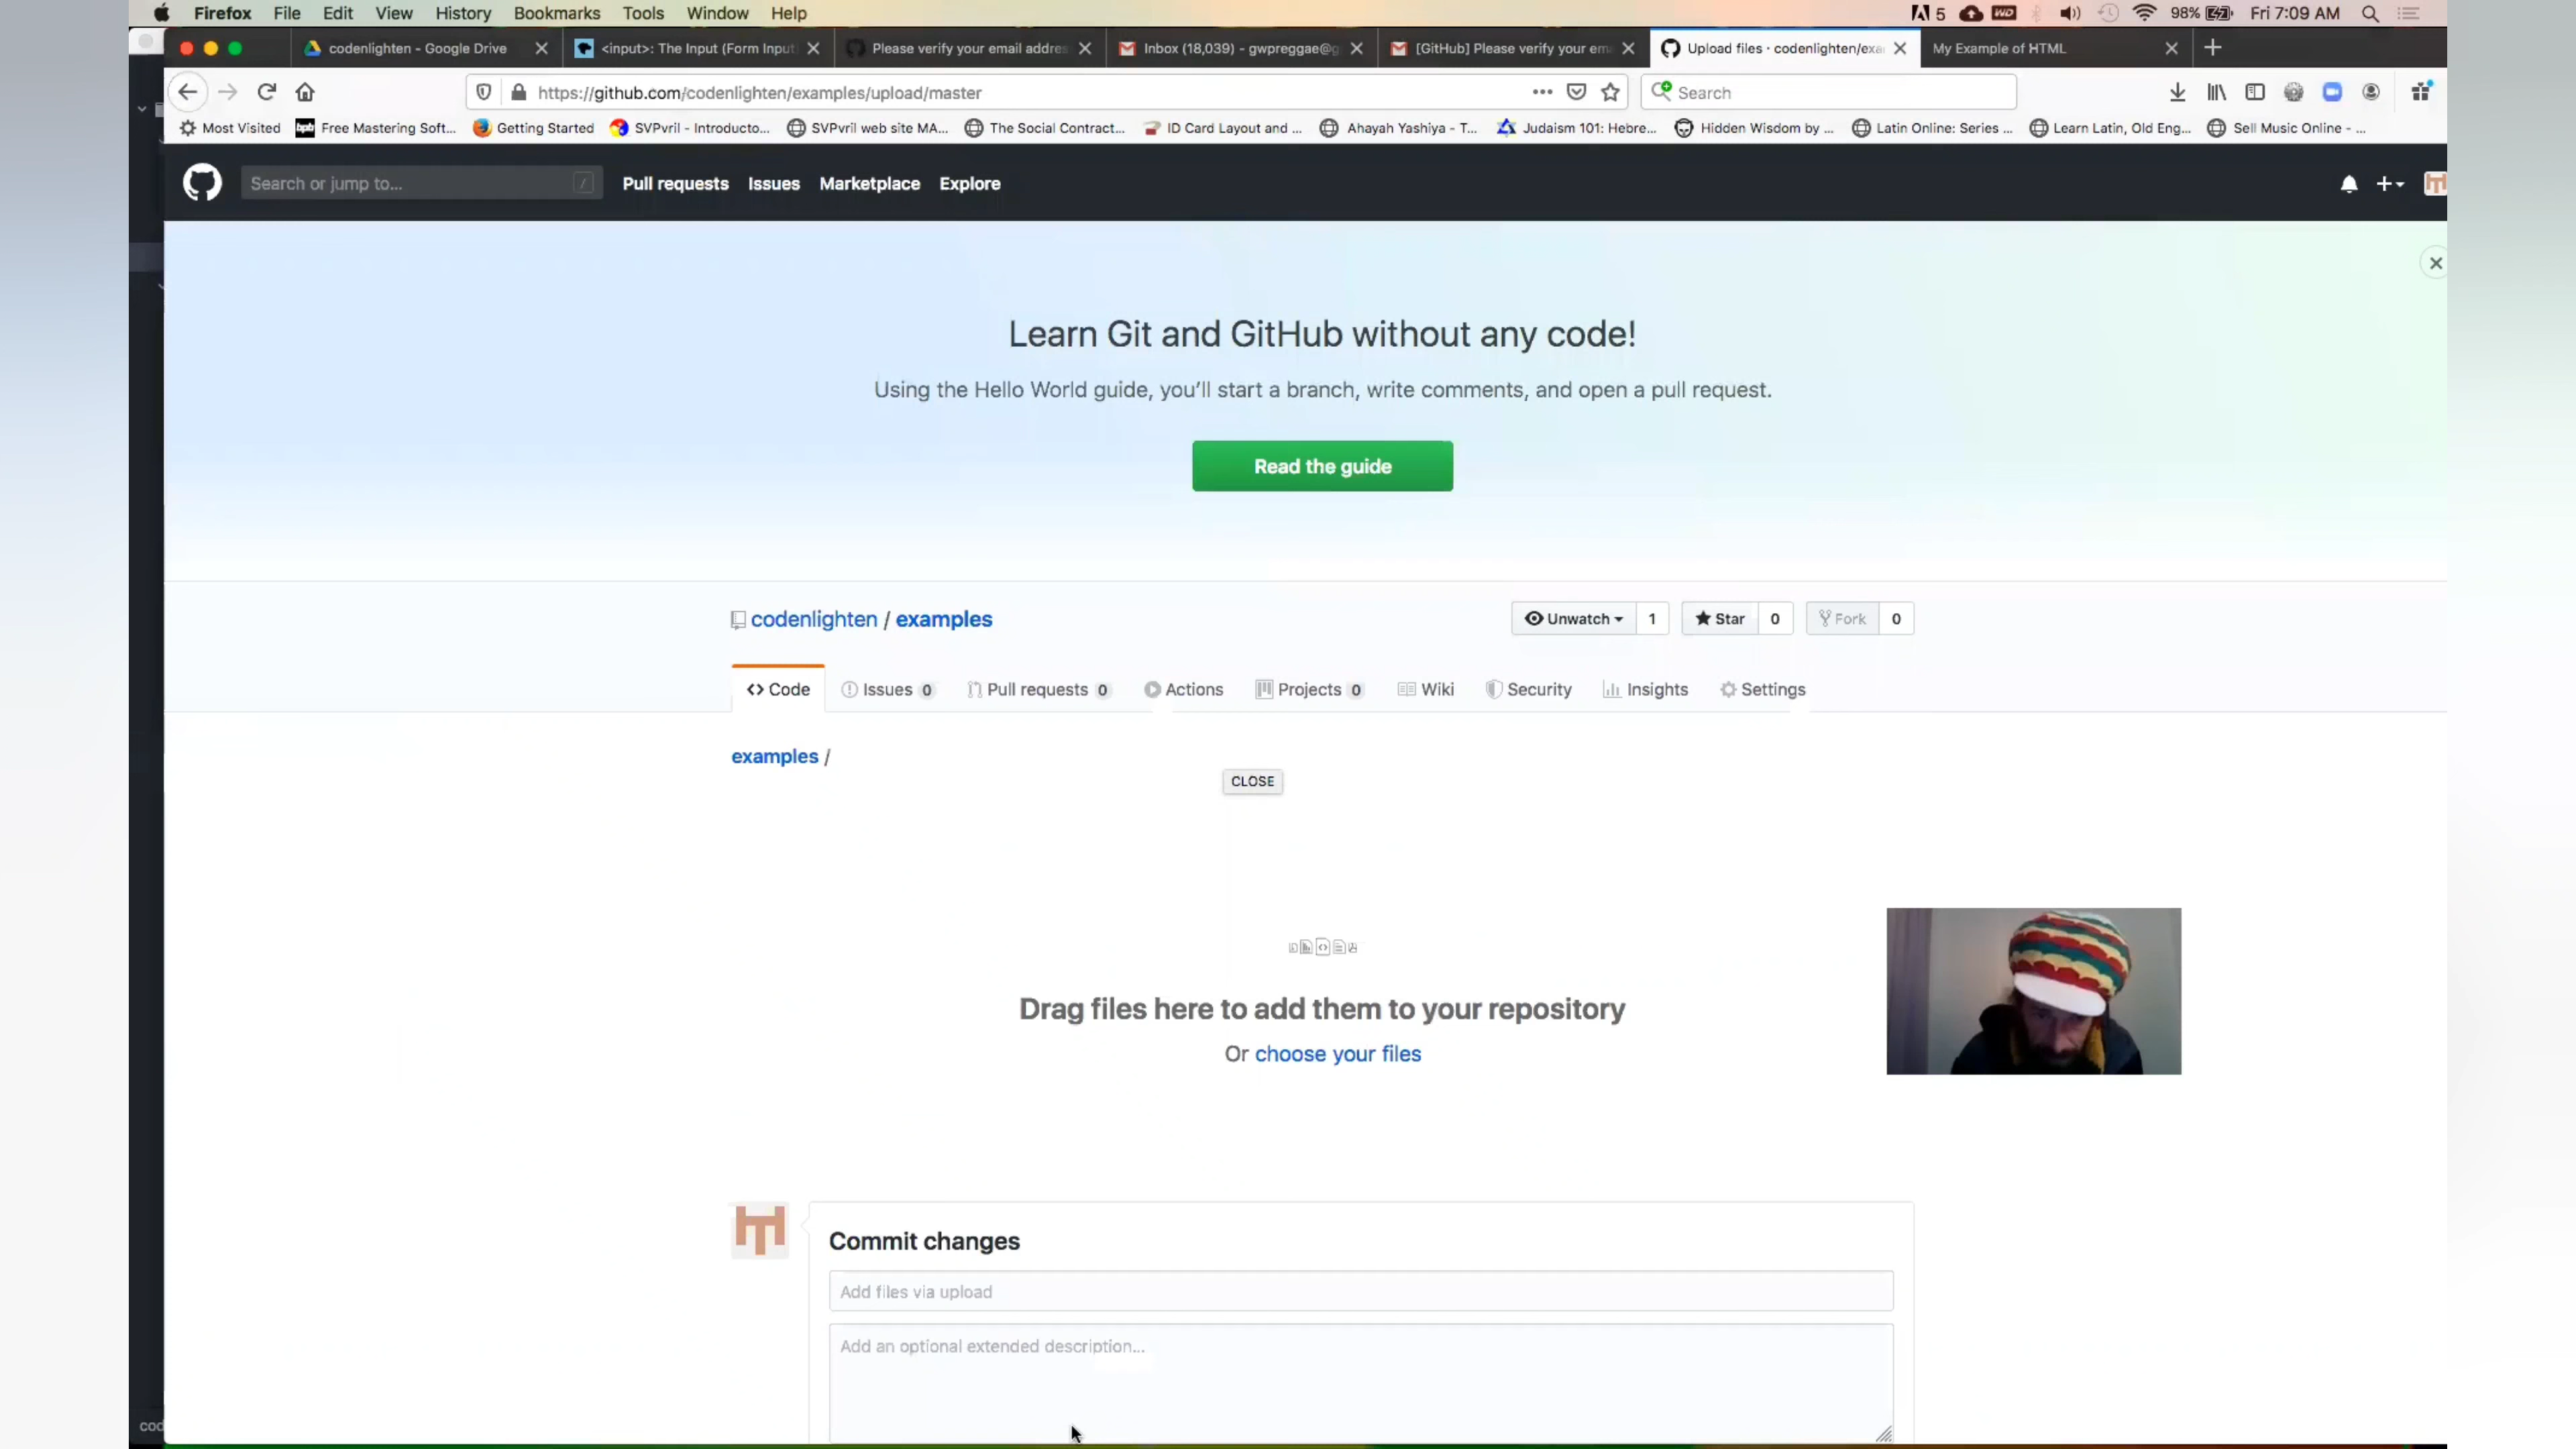 Firefox File Edit View History Bookmarks Tools Window Help
5 WD 98% Fri 7:09 AM
codenlighten - Google Drive
<input>: The Input (Form Input
Please verify your email addres
Inbox (18,039) - gwpreggae@g
[GitHub] Please verify your ema
Upload files · codenlighten/exa
My Example of HTML
https://github.com/codenlighten/examples/upload/master
Search
Most Visited
Free Mastering Soft...
Getting Started
SVPvril - Introducto...
SVPvril web site MA...
The Social Contract...
ID Card Layout and ...
Ahayah Yashiya - T...
Judaism 101: Hebre...
Hidden Wisdom by ...
Latin Online: Series ...
Learn Latin, Old Eng...
Sell Music Online - ...
Search or jump to... /
Pull requests Issues Marketplace Explore
Learn Git and GitHub without any code!
Using the Hello World guide, you'll start a branch, write comments, and open a pull request.
Read the guide
codenlighten / examples
Unwatch 1 Star 0 Fork 0
Code Issues 0 Pull requests 0 Actions Projects 0 Wiki Security Insights Settings
examples /
CLOSE
Drag files here to add them to your repository
Or choose your files
Commit changes
Add files via upload
Add an optional extended description...
cod